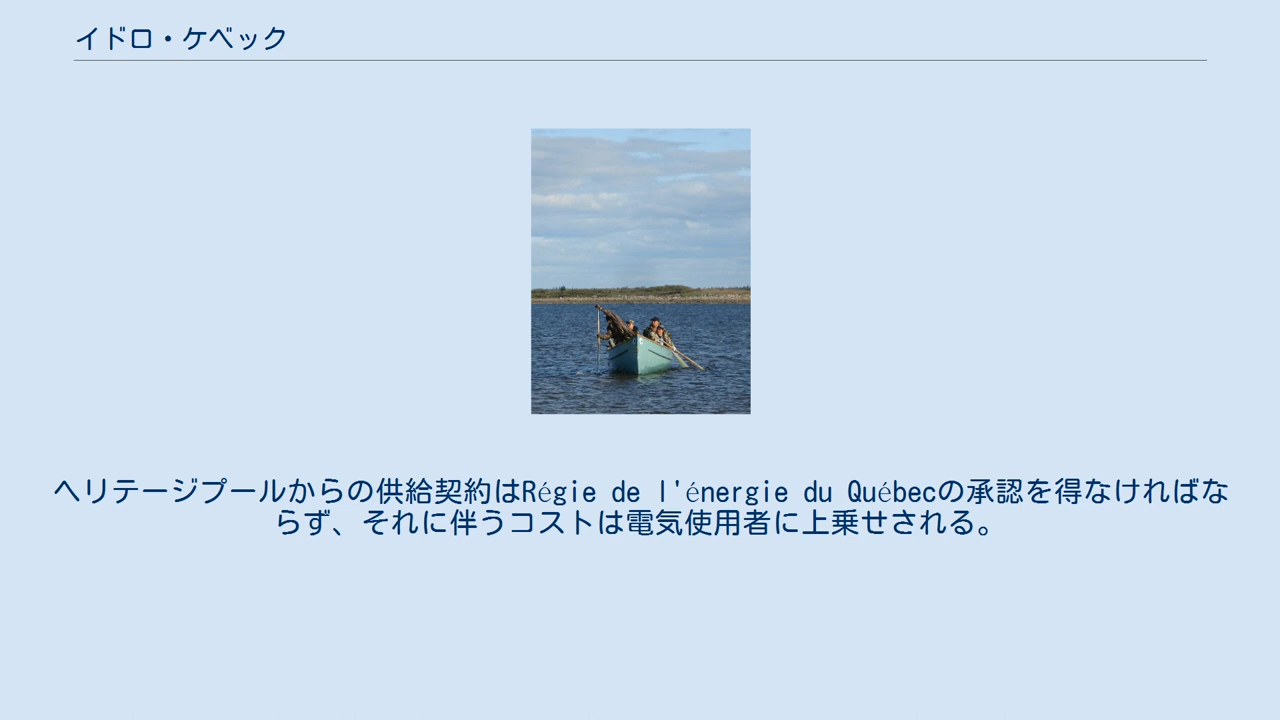 イドロ・ケベック
ヘリテージプールからの供給契約はRégie de l'énergie du Québecの承認を得なければな
らず、それに伴うコストは電気使用者に上乗せされる。